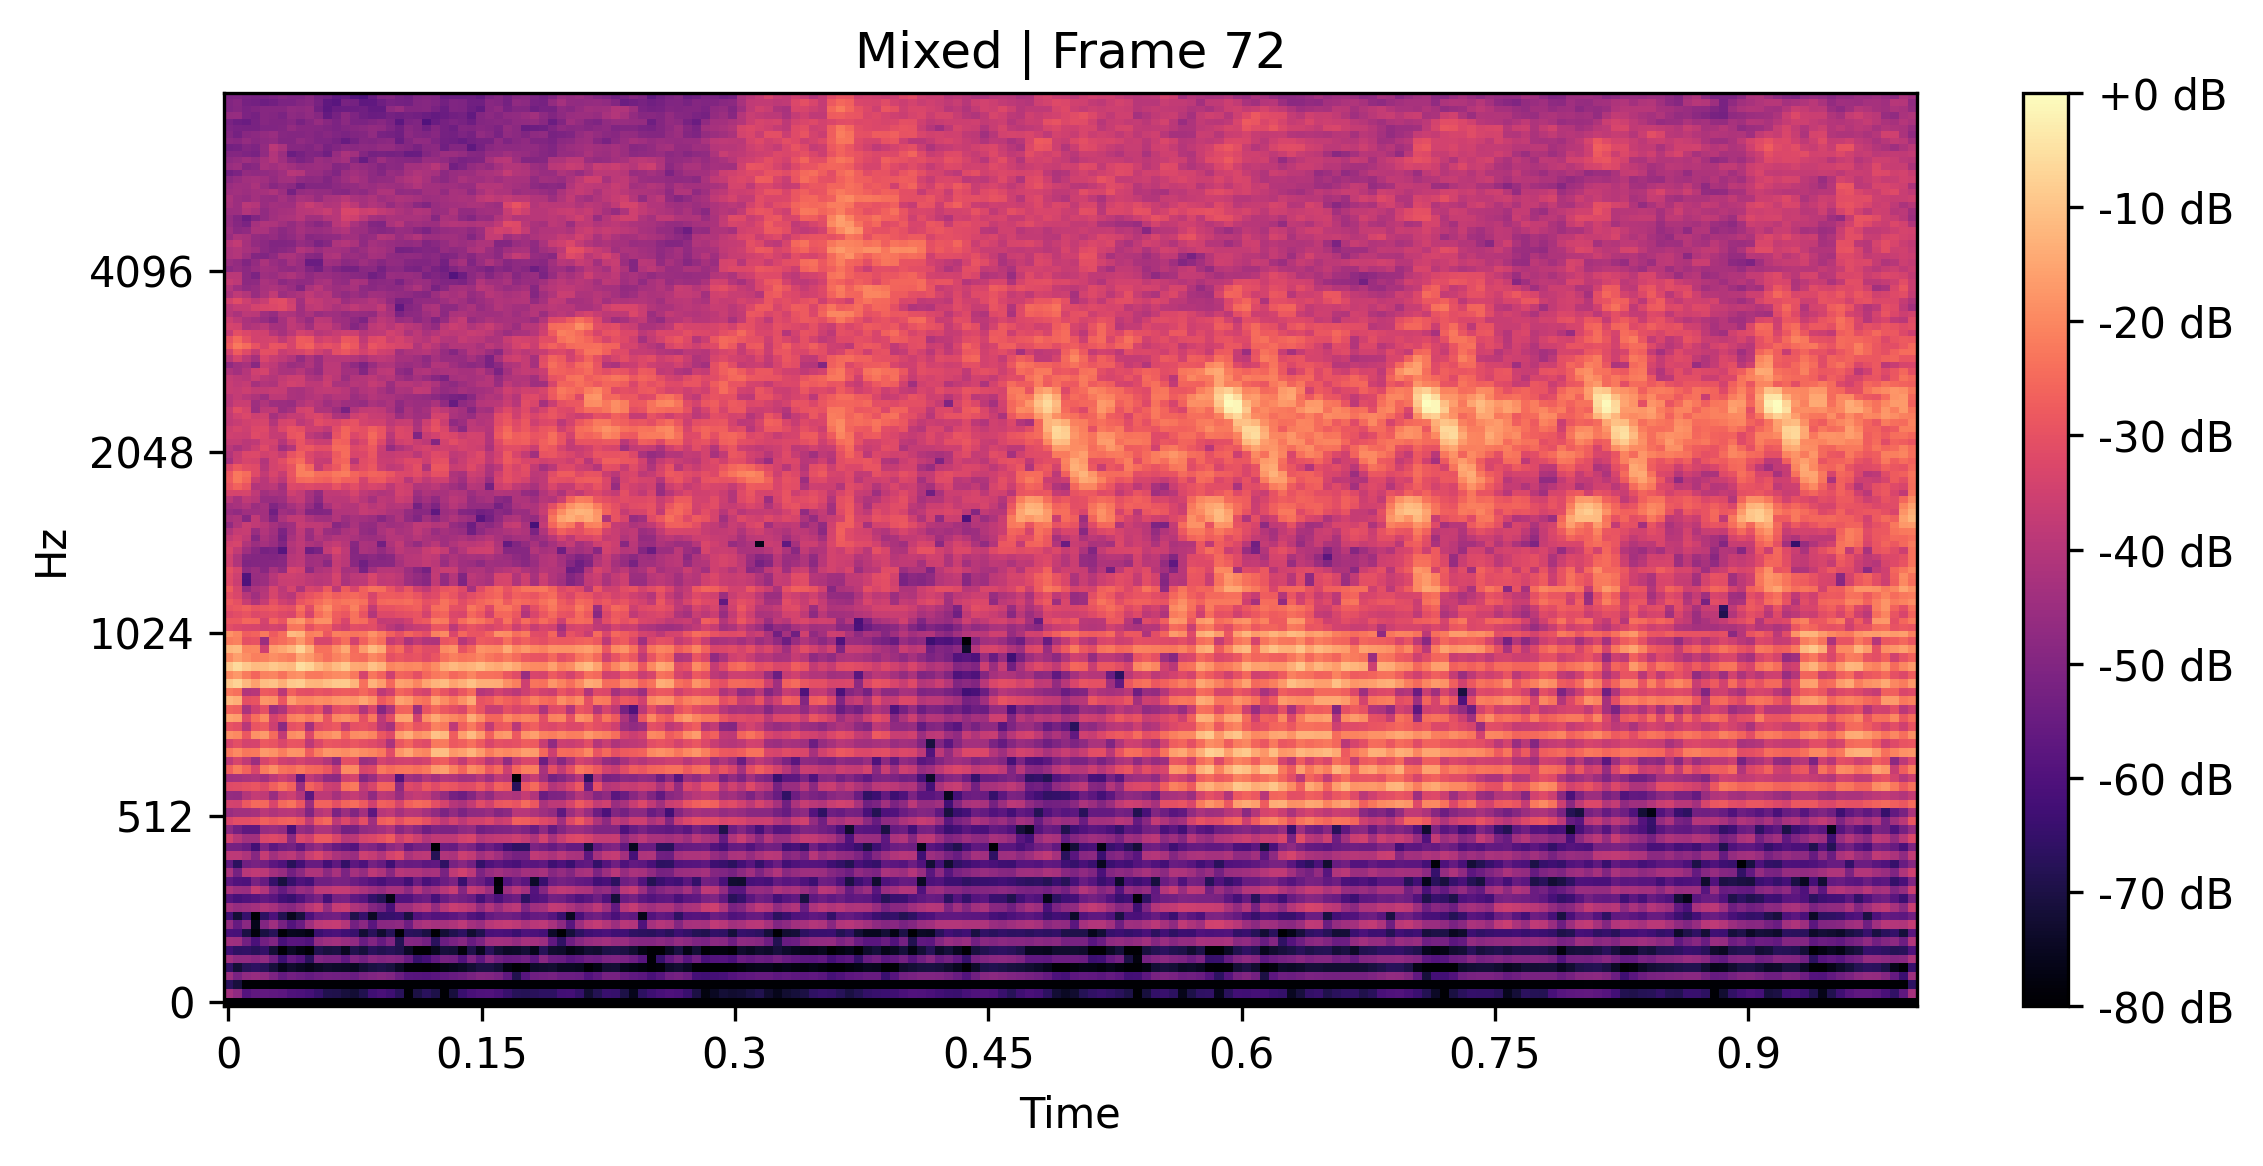 Mixed | Frame 72
+0 dB
-10 dB
-20 dB
-30 dB
-40 dB
-50 dB
-60 dB
-70 dB
-80 dB
Hz
4096
2048
1024
512
0
0 0.15 0.3 0.45 0.6 0.75 0.9
Time